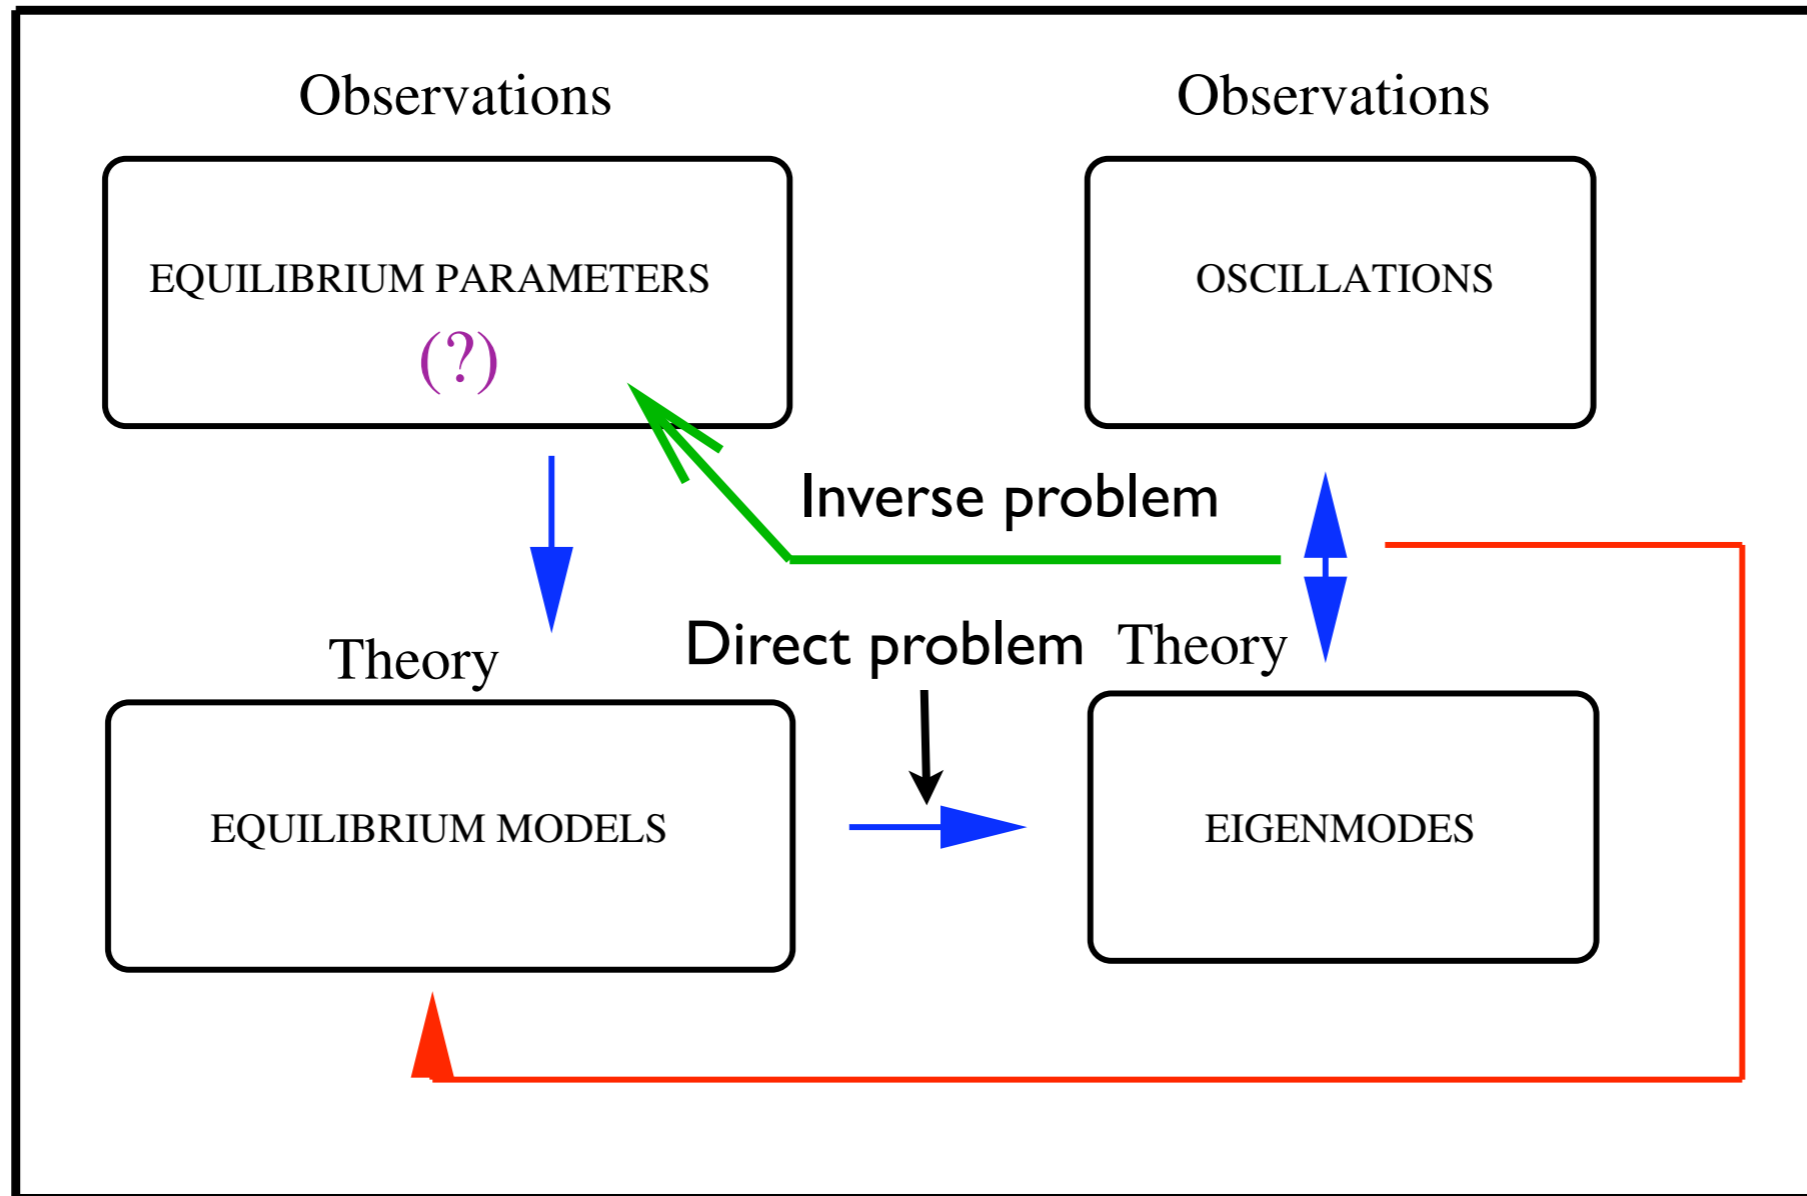 Observations
Observations
EQUILIBRIUM PARAMETERS
(?)
OSCILLATIONS
Inverse problem
Direct problem
Theory
Theory
EQUILIBRIUM MODELS
EIGENMODES